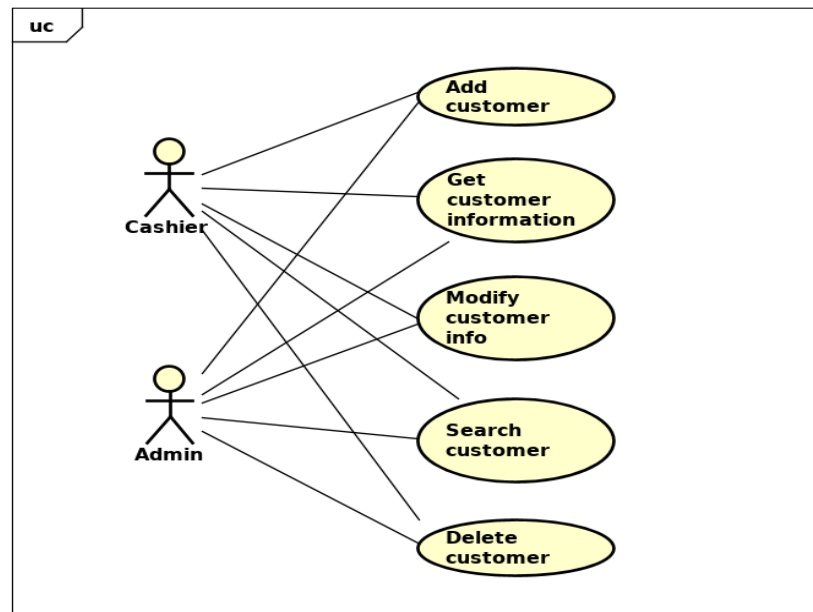 uc
Add
customer
Get
customer
information
Cashier
Modify
customer
info
Admin
Search
customer
Delete
customer